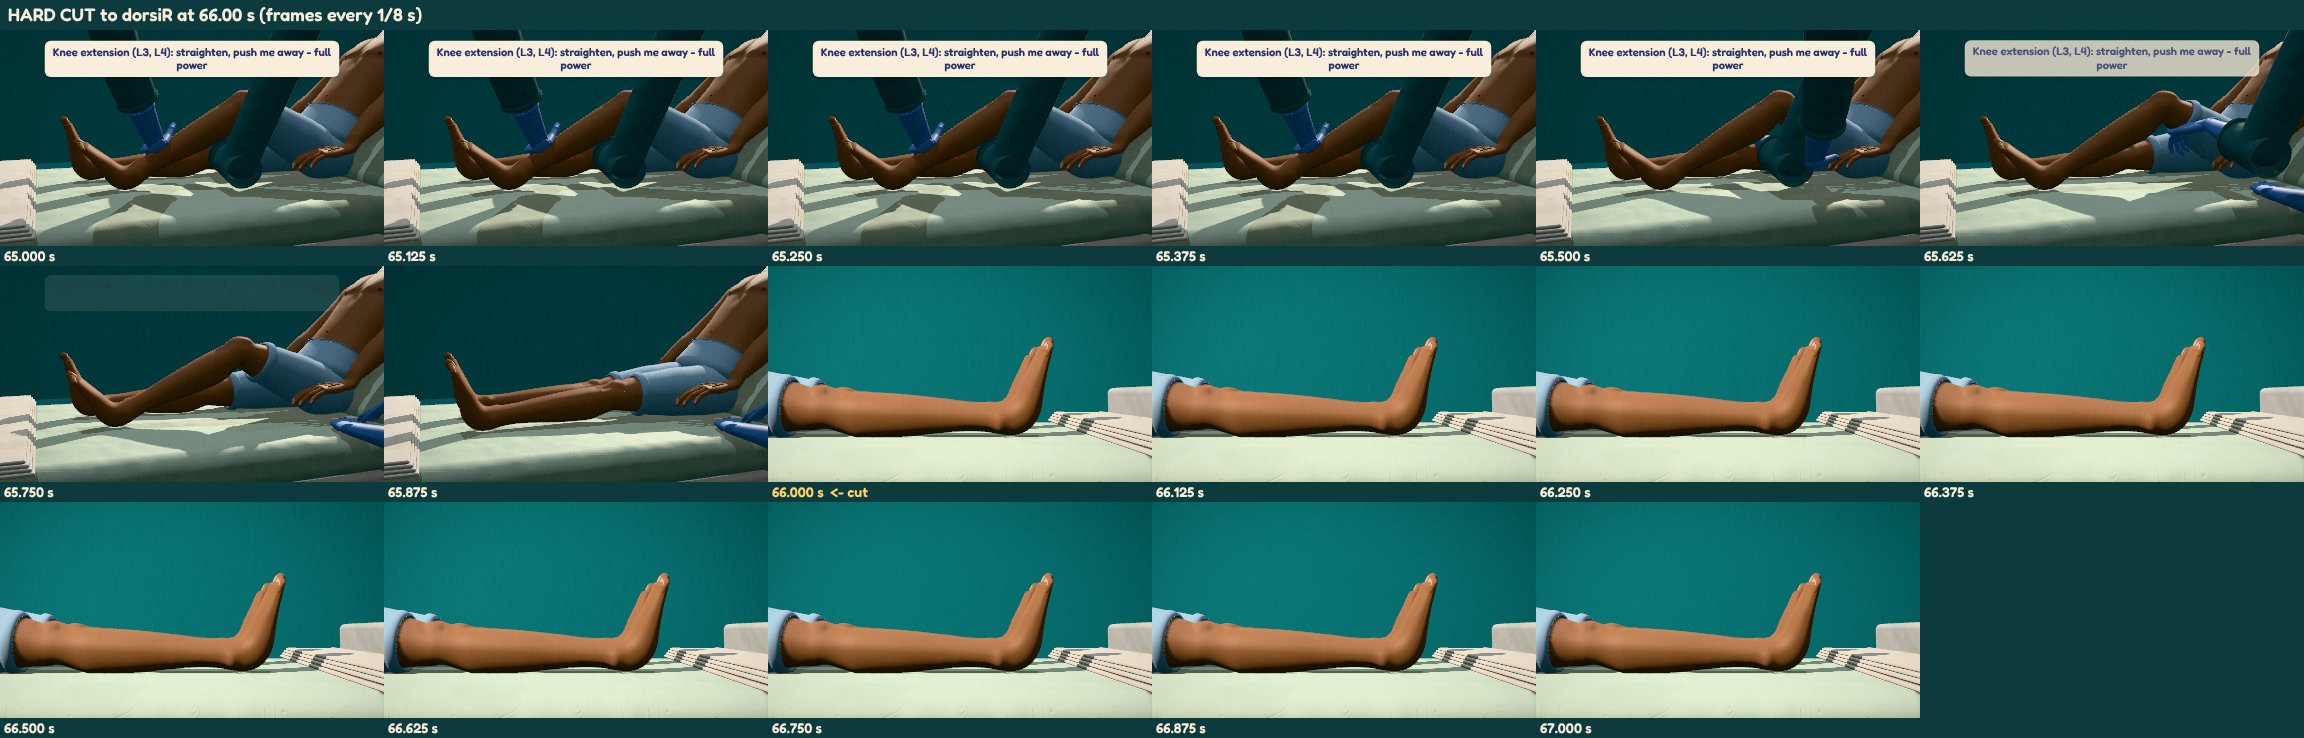 HARD CUT to dorsiR at 66.00 s (frames every 1/8 s)
Knee extension (L3, L4): straighten, push me away - full
power
Knee extension (L3, L4): straighten, push me away - full
power
Knee extension (L3, L4): straighten, push me away - full
power
Knee extension (L3, L4): straighten, push me away - full
power
Knee extension (L3, L4): straighten, push me away - full
power
Knee extension (L3, L4): straighten, push me away - full
power
65.000 s
65.125 s
65.250 s
65.375 s
65.500 s
65.625 s
65.750 s
65.875 s
66.000 s <- cut
66.125 s
66.250 s
66.375 s
66.500 s
66.625 s
66.750 s
66.875 s
67.000 s